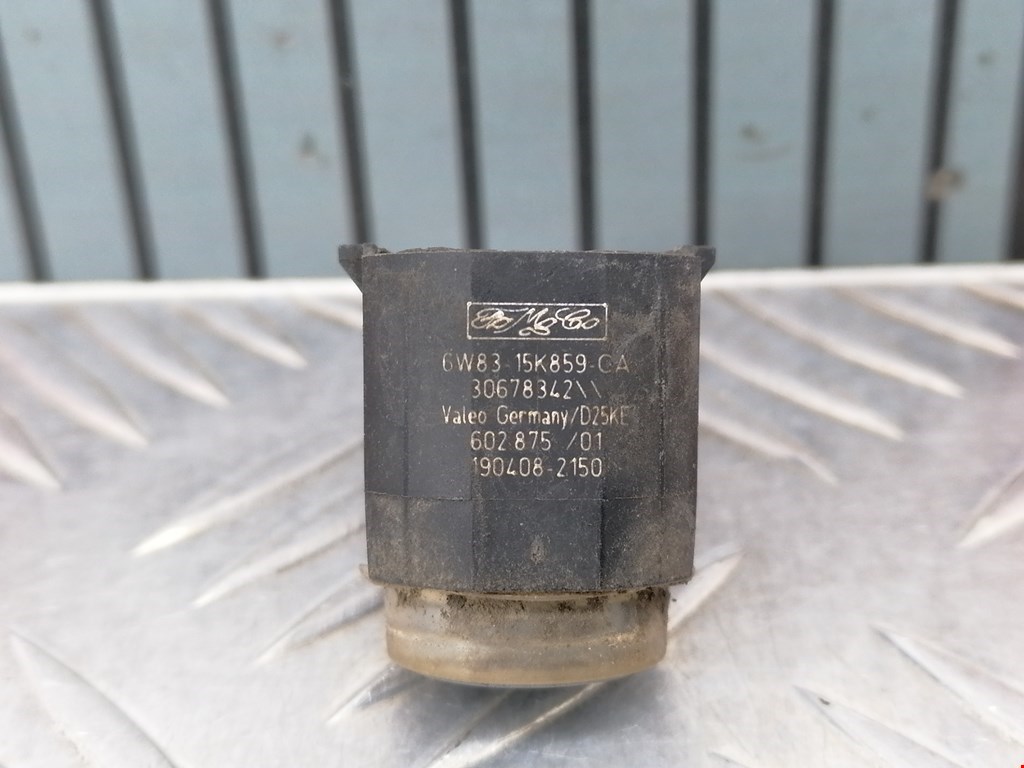 FoMoCo
6W83-15K859-CA
30678342\\
Valeo Germany/D25KE
602 875 /01
190408-2150